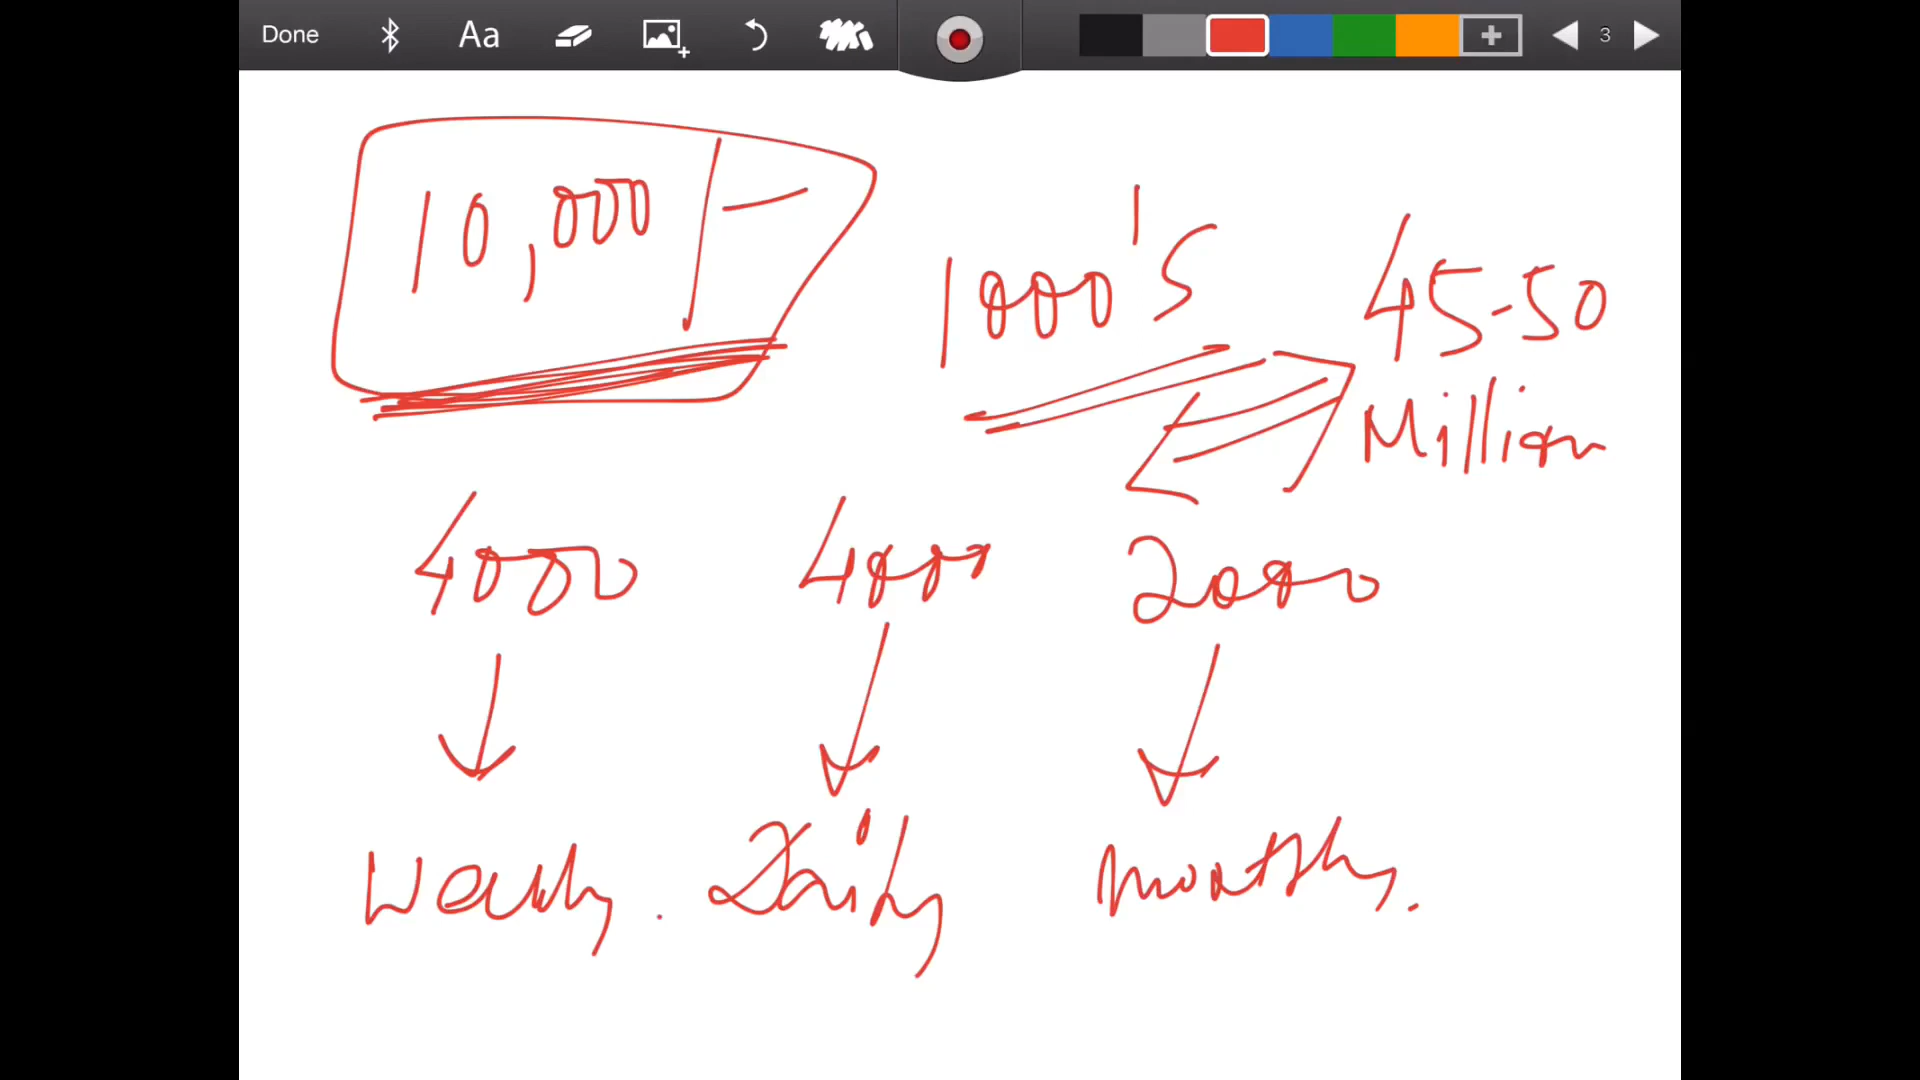 Done Aa 3
10,000/-
1000's 45-50
Million
4000 4000 2000
Weekly. Daily monthly.